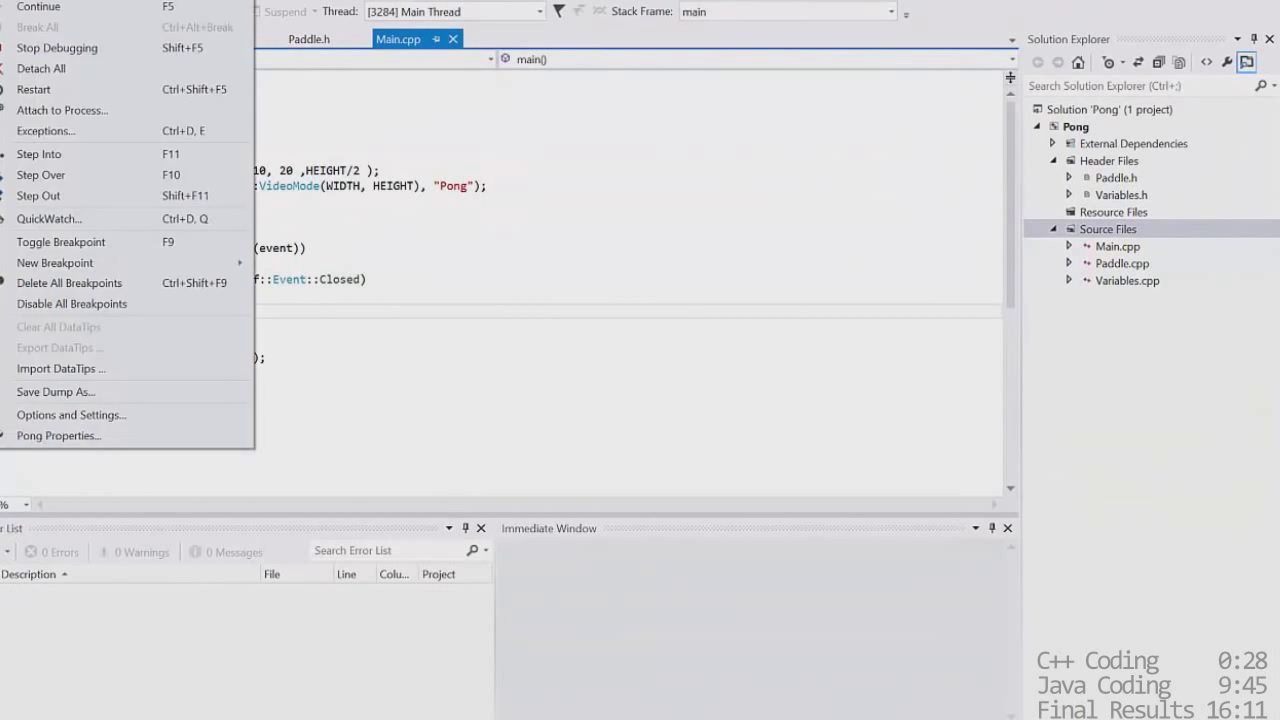 Continue F5
Suspend Thread: [3284] Main Thread Stack Frame: main
Break All Ctrl+Alt+Break
Stop Debugging Shift+F5
Detach All
Restart Ctrl+Shift+F5
Attach to Process...
Exceptions... Ctrl+D, E
Step Into F11
Step Over F10
Step Out Shift+F11
QuickWatch... Ctrl+D, Q
Toggle Breakpoint F9
New Breakpoint
Delete All Breakpoints Ctrl+Shift+F9
Disable All Breakpoints
Clear All DataTips
Export DataTips ...
Import DataTips ...
Save Dump As...
Options and Settings...
Pong Properties...
Paddle.h Main.cpp
main()
10, 20 ,HEIGHT/2 );
:VideoMode(WIDTH, HEIGHT), "Pong");
(event))
f::Event::Closed)
);
%
Solution Explorer
Search Solution Explorer (Ctrl+;)
Solution 'Pong' (1 project)
Pong
External Dependencies
Header Files
Paddle.h
Variables.h
Resource Files
Source Files
Main.cpp
Paddle.cpp
Variables.cpp
r List
0 Errors 0 Warnings 0 Messages Search Error List
Description File Line Colu... Project
Immediate Window
C++ Coding 0:28
Java Coding 9:45
Final Results 16:11